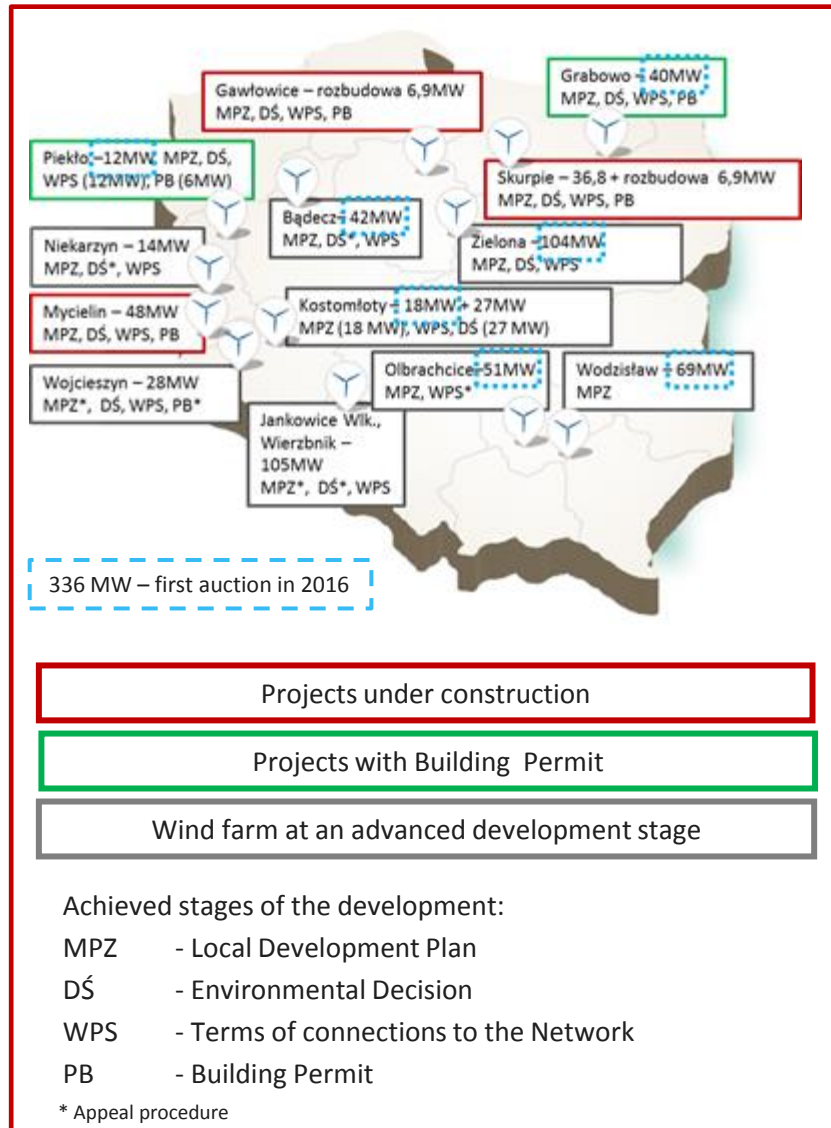 Gawłowice – rozbudowa 6,9MW
MPZ, DŚ, WPS, PB
Grabowo – 40MW
MPZ, DŚ, WPS, PB
Piekło –12MW MPZ, DŚ,
WPS (12MW), PB (6MW)
Skurpie – 36,8 + rozbudowa 6,9MW
MPZ, DŚ, WPS, PB
Bądecz– 42MW
MPZ, DŚ*, WPS
Niekarzyn – 14MW
MPZ, DŚ*, WPS
Zielona –104MW
MPZ, DŚ, WPS
Mycielin – 48MW
MPZ, DŚ, WPS, PB
Kostomłoty – 18MW + 27MW
MPZ (18 MW), WPS, DŚ (27 MW)
Wojcieszyn – 28MW
MPZ*, DŚ, WPS, PB*
Olbrachcice–51MW
MPZ, WPS*
Wodzisław – 69MW
MPZ
Jankowice Wlk.,
Wierzbnik –
105MW
MPZ*, DŚ*, WPS
336 MW – first auction in 2016
Projects under construction
Projects with Building Permit
Wind farm at an advanced development stage
Achieved stages of the development:
MPZ - Local Development Plan
DŚ - Environmental Decision
WPS - Terms of connections to the Network
PB - Building Permit
* Appeal procedure